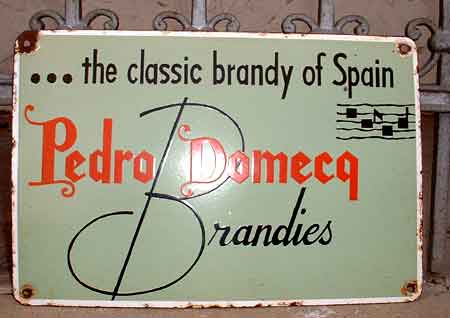 ... the classic brandy of Spain
Pedro Domecq
Brandies